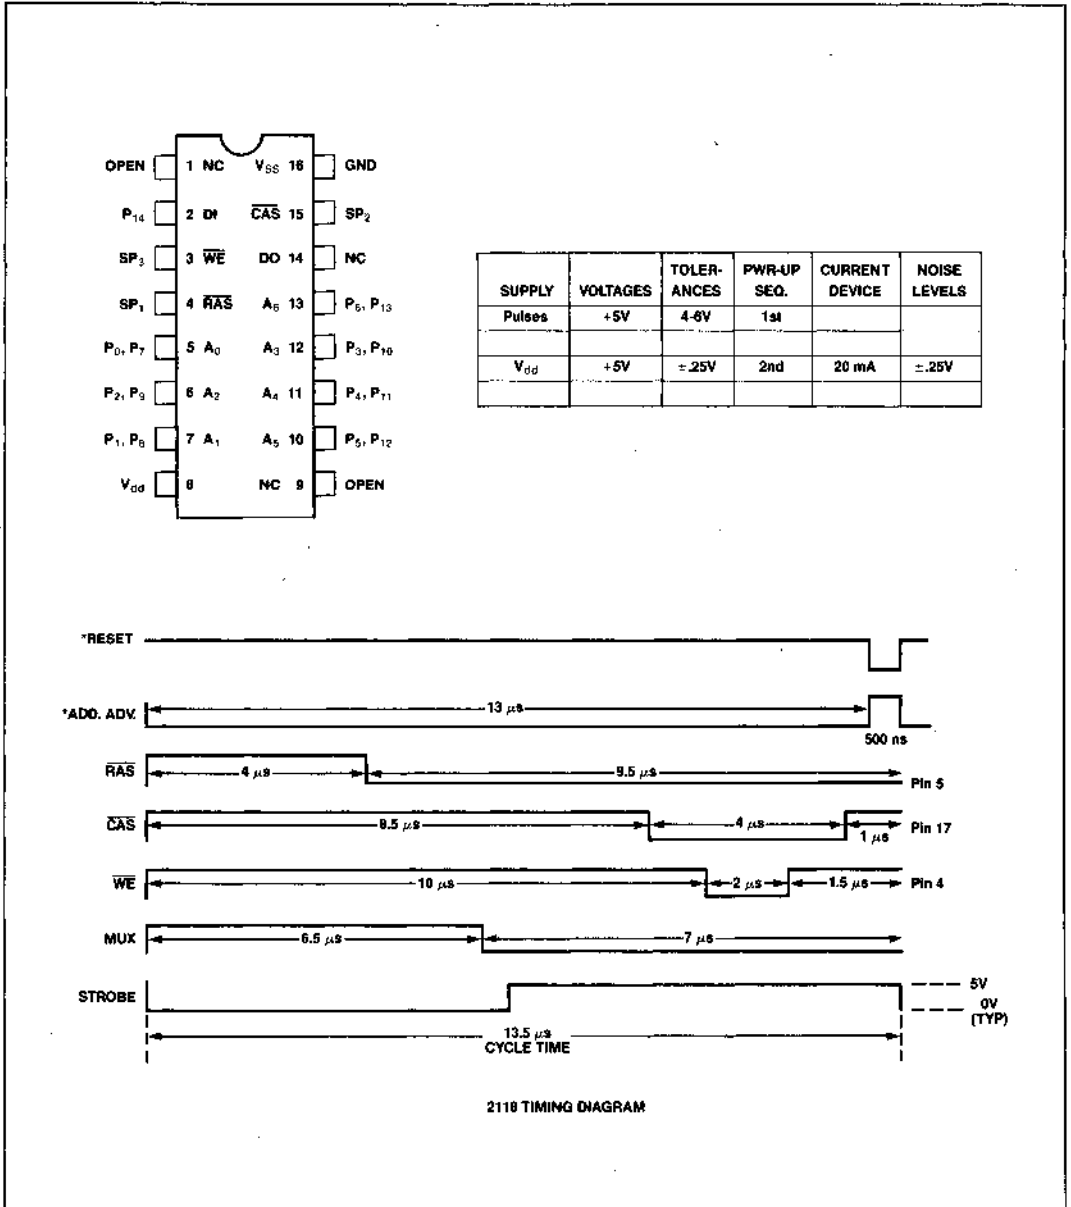 OPEN 1 NC V_SS 16 GND
P_14 2 DI C̅A̅S̅ 15 SP_2
SP_3 3 W̅E̅ DO 14 NC
SP_1 4 R̅A̅S̅ A_6 13 P_6, P_13
P_0, P_7 5 A_0 A_3 12 P_3, P_10
P_2, P_9 6 A_2 A_4 11 P_4, P_11
P_1, P_8 7 A_1 A_5 10 P_5, P_12
V_dd 8 NC 9 OPEN
SUPPLY VOLTAGES TOLER-ANCES PWR-UP SEQ. CURRENT DEVICE NOISE LEVELS
Pulses +5V 4-6V 1st
V_dd +5V ±.25V 2nd 20 mA ±.25V
*RESET
*ADD. ADV. 13 μs
500 ns
R̅A̅S̅ 4 μs 9.5 μs Pin 5
C̅A̅S̅ 8.5 μs 4 μs 1 μs Pin 17
W̅E̅ 10 μs 2 μs 1.5 μs Pin 4
MUX 6.5 μs 7 μs
STROBE 5V
0V
(TYP)
13.5 μs
CYCLE TIME
2118 TIMING DIAGRAM